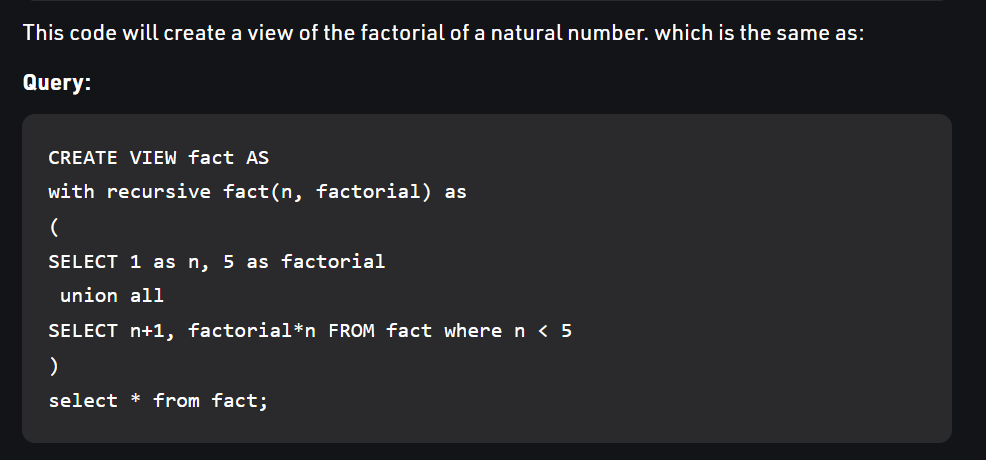 This code will create a view of the factorial of a natural number. which is the same as:
Query:
CREATE VIEW fact AS
with recursive fact(n, factorial) as
(
SELECT 1 as n, 5 as factorial
 union all
SELECT n+1, factorial*n FROM fact where n < 5
)
select * from fact;